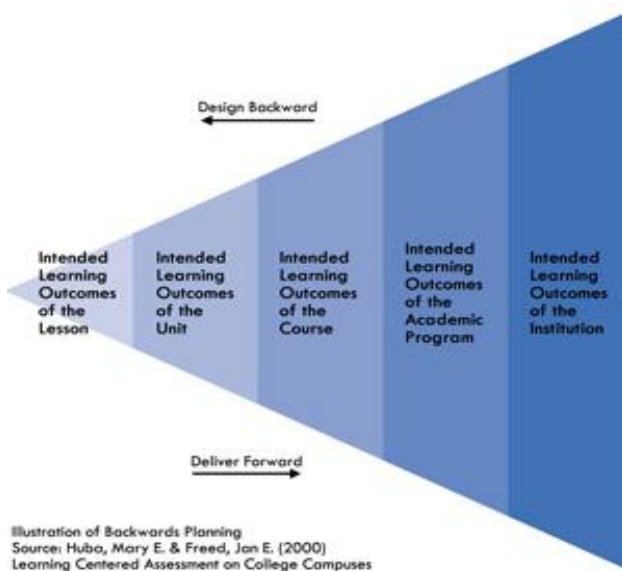 Design Backward
Intended
Learning
Outcomes
of the
Lesson
Intended
Learning
Outcomes
of the
Unit
Intended
Learning
Outcomes
of the
Course
Intended
Learning
Outcomes
of the
Academic
Program
Intended
Learning
Outcomes
of the
Institution
Deliver Forward
Illustration of Backwards Planning
Source: Huba, Mary E. & Freed, Jan E. (2000)
Learning Centered Assessment on College Campuses